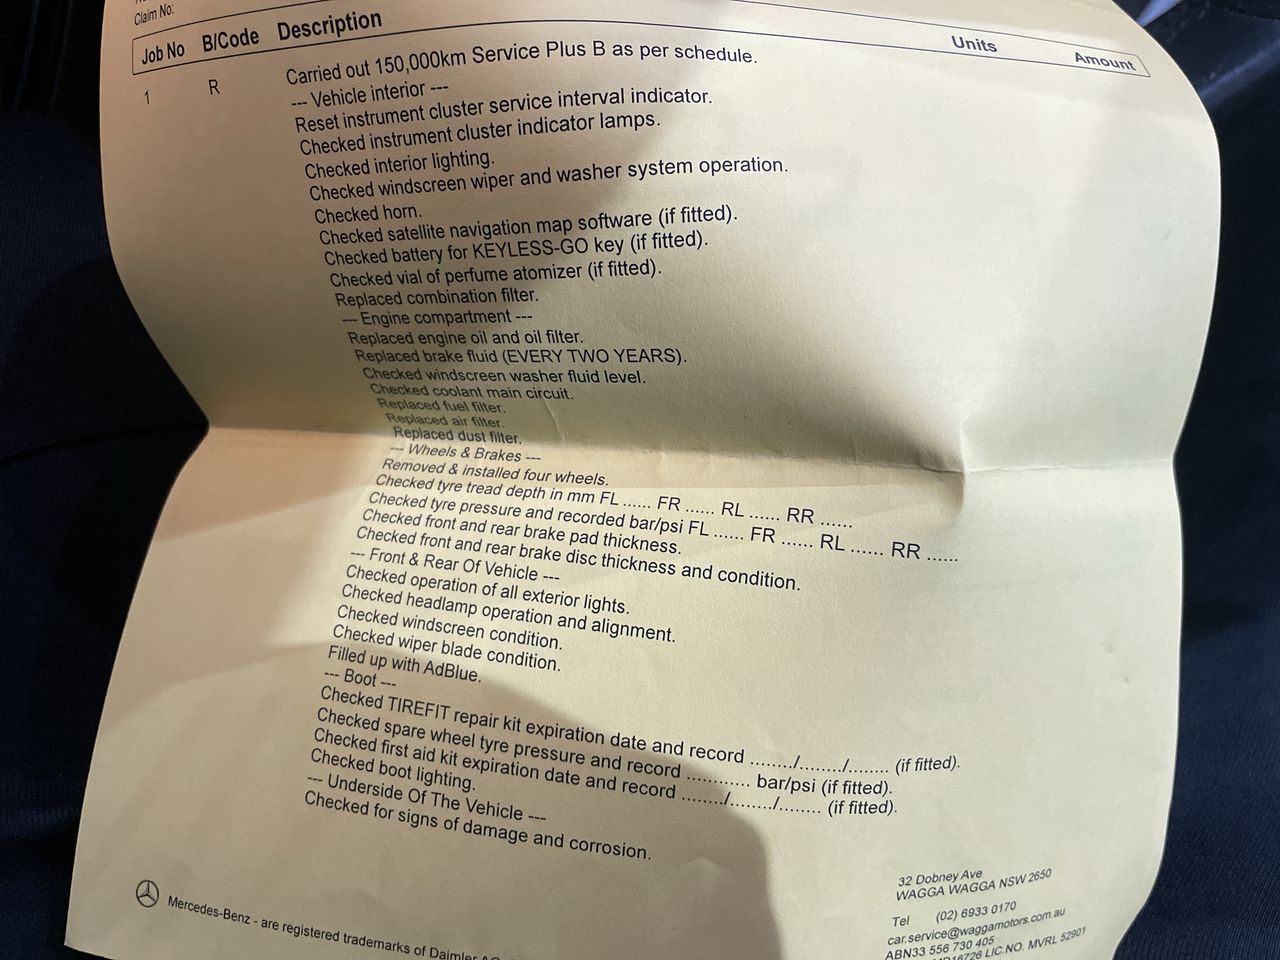 Claim No:
Job No B/Code Description Units Amount
1 R Carried out 150,000km Service Plus B as per schedule.
--- Vehicle interior ---
Reset instrument cluster service interval indicator.
Checked instrument cluster indicator lamps.
Checked interior lighting.
Checked windscreen wiper and washer system operation.
Checked horn.
Checked satellite navigation map software (if fitted).
Checked battery for KEYLESS-GO key (if fitted).
Checked vial of perfume atomizer (if fitted).
Replaced combination filter.
--- Engine compartment ---
Replaced engine oil and oil filter.
Replaced brake fluid (EVERY TWO YEARS).
Checked windscreen washer fluid level.
Checked coolant main circuit.
Replaced fuel filter.
Replaced air filter.
Replaced dust filter.
--- Wheels & Brakes ---
Removed & installed four wheels.
Checked tyre tread depth in mm FL ...... FR ...... RL ...... RR ......
Checked tyre pressure and recorded bar/psi FL ...... FR ...... RL ...... RR ......
Checked front and rear brake pad thickness.
Checked front and rear brake disc thickness and condition.
--- Front & Rear Of Vehicle ---
Checked operation of all exterior lights.
Checked headlamp operation and alignment.
Checked windscreen condition.
Checked wiper blade condition.
Filled up with AdBlue.
--- Boot ---
Checked TIREFIT repair kit expiration date and record ......../......../........ (if fitted).
Checked spare wheel tyre pressure and record ............ bar/psi (if fitted).
Checked first aid kit expiration date and record ......../......../........ (if fitted).
Checked boot lighting.
--- Underside Of The Vehicle ---
Checked for signs of damage and corrosion.
Mercedes-Benz - are registered trademarks of Daimler
32 Dobney Ave
WAGGA WAGGA NSW 2650
Tel (02) 6933 0170
car.service@waggamotors.com.au
ABN33 556 730 405
LIC.NO. MVRL 52901